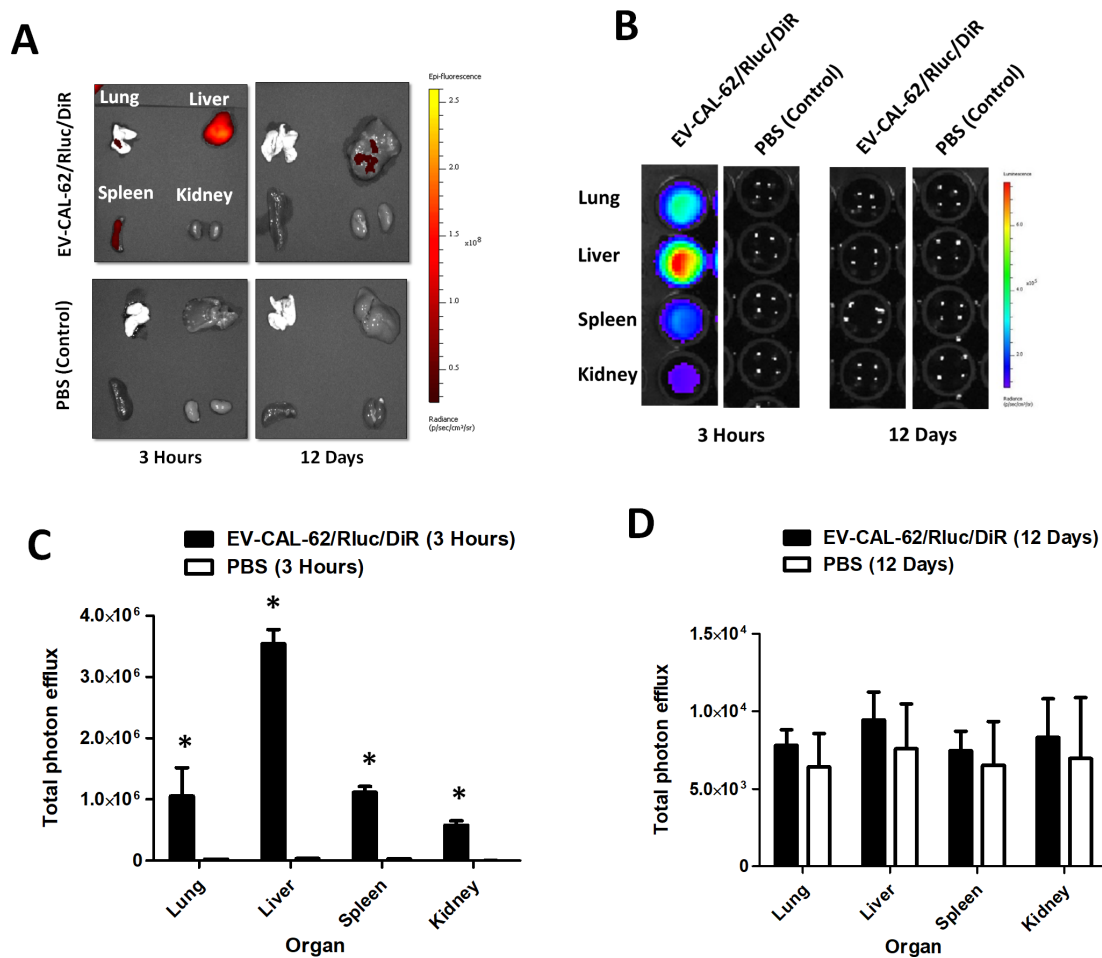 A
EV-CAL-62/Rluc/DiR
PBS (Control)
Lung
Liver
Spleen
Kidney
3 Hours
12 Days
Epi-fluorescence
2.5
2.0
1.5
x10⁸
1.0
0.5
Radiance
(p/sec/cm²/sr)
B
EV-CAL-62/Rluc/DiR
PBS (Control)
EV-CAL-62/Rluc/DiR
PBS (Control)
Lung
Liver
Spleen
Kidney
3 Hours
12 Days
Luminescence
Radiance
(p/sec/cm²/sr)
C
EV-CAL-62/Rluc/DiR (3 Hours)
PBS (3 Hours)
Total photon efflux
4.0×10⁶
3.0×10⁶
2.0×10⁶
1.0×10⁶
0
* * * *
Lung
Liver
Spleen
Kidney
Organ
D
EV-CAL-62/Rluc/DiR (12 Days)
PBS (12 Days)
Total photon efflux
1.5×10⁴
1.0×10⁴
5.0×10³
0
Lung
Liver
Spleen
Kidney
Organ